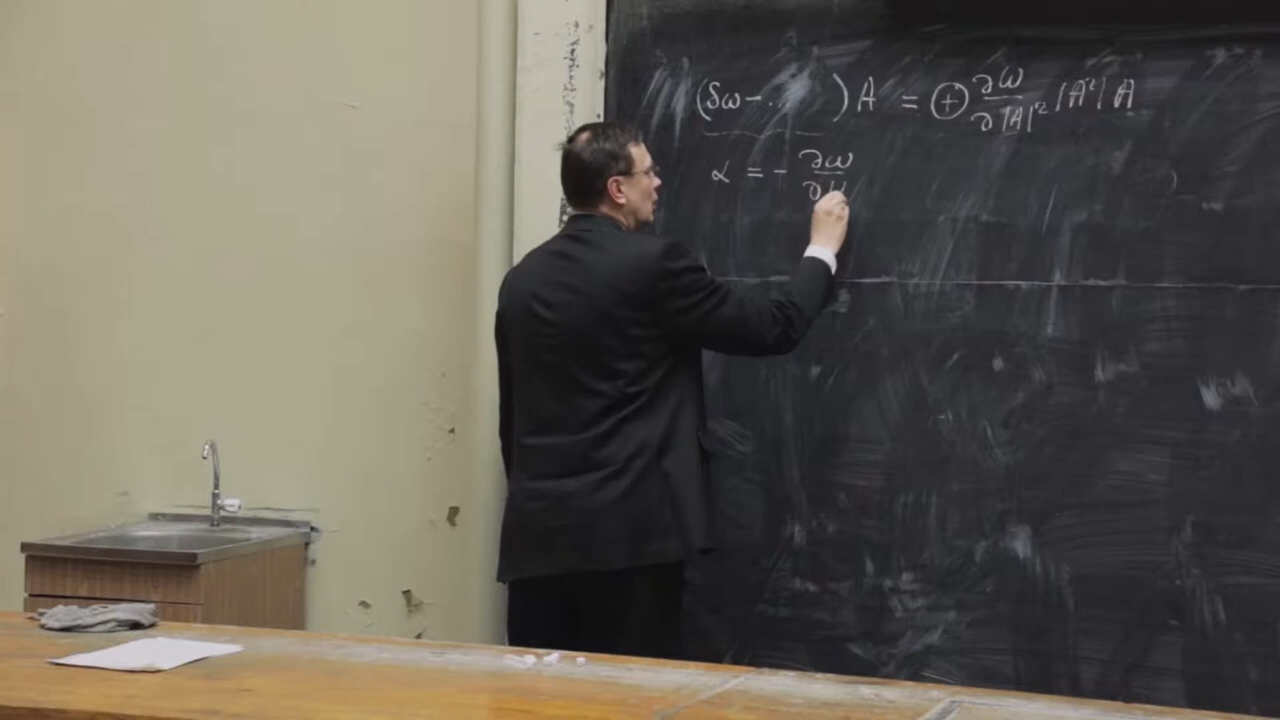 (δω-... )A = ⊕ ∂ω/∂|A|² |A²| A
α = - ∂ω/∂